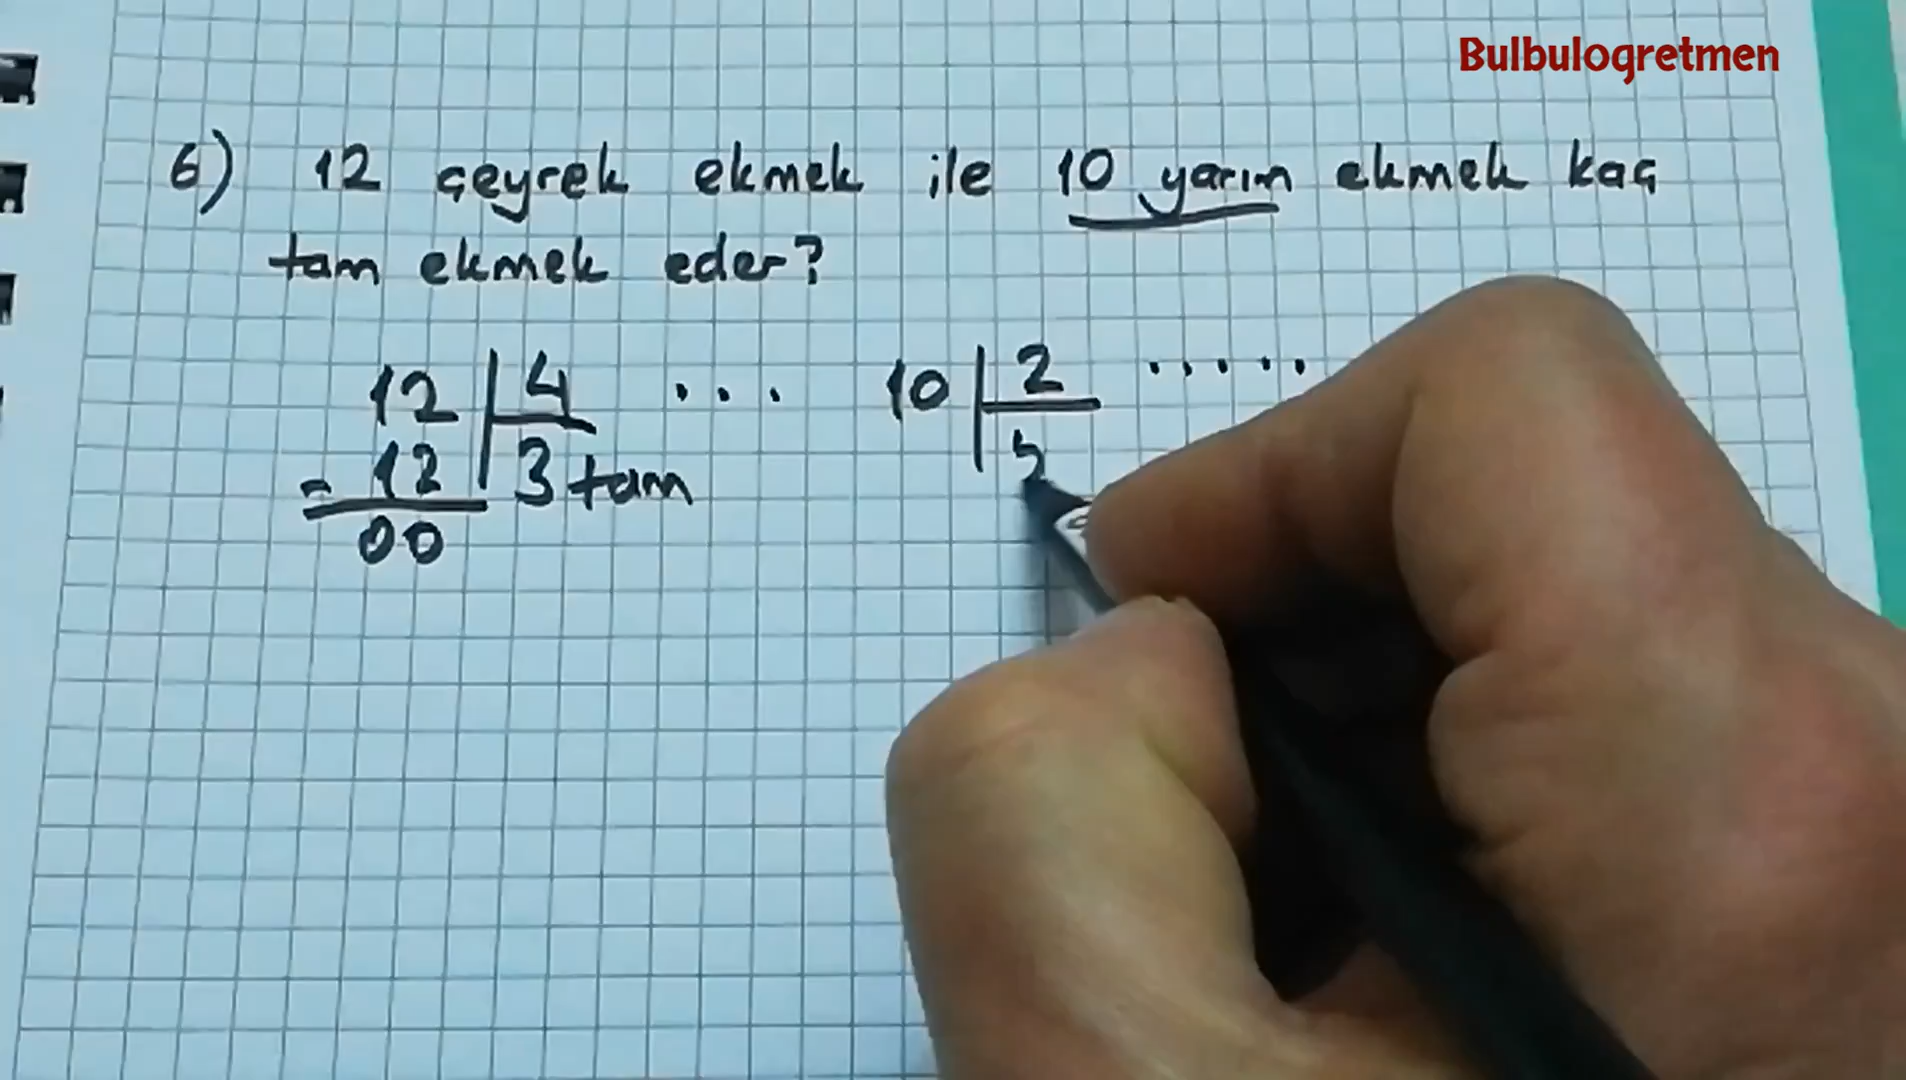 Bulbulogretmen
6) 12 çeyrek ekmek ile 10 yarım ekmek kaç
tam ekmek eder?
12 4 ... 10 2 .....
- 12 3 tam 5
00